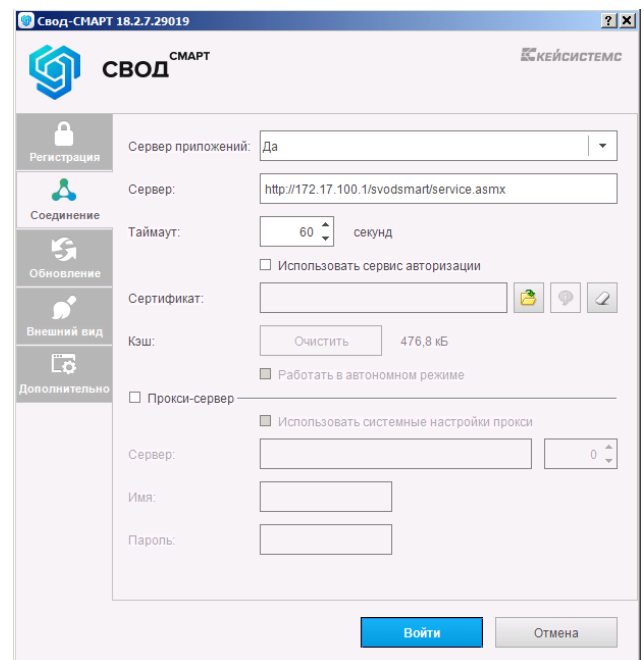 Свод-СМАРТ 18.2.7.29019
СВОД СМАРТ
КЕЙСИСТЕМС
Регистрация
Соединение
Обновление
Внешний вид
Дополнительно
Сервер приложений: Да
Сервер: http://172.17.100.1/svodsmart/service.asmx
Таймаут: 60 секунд
Использовать сервис авторизации
Сертификат:
Кэш: Очистить 476,8 кБ
Работать в автономном режиме
Прокси-сервер
Использовать системные настройки прокси
Сервер: 0
Имя:
Пароль:
Войти Отмена